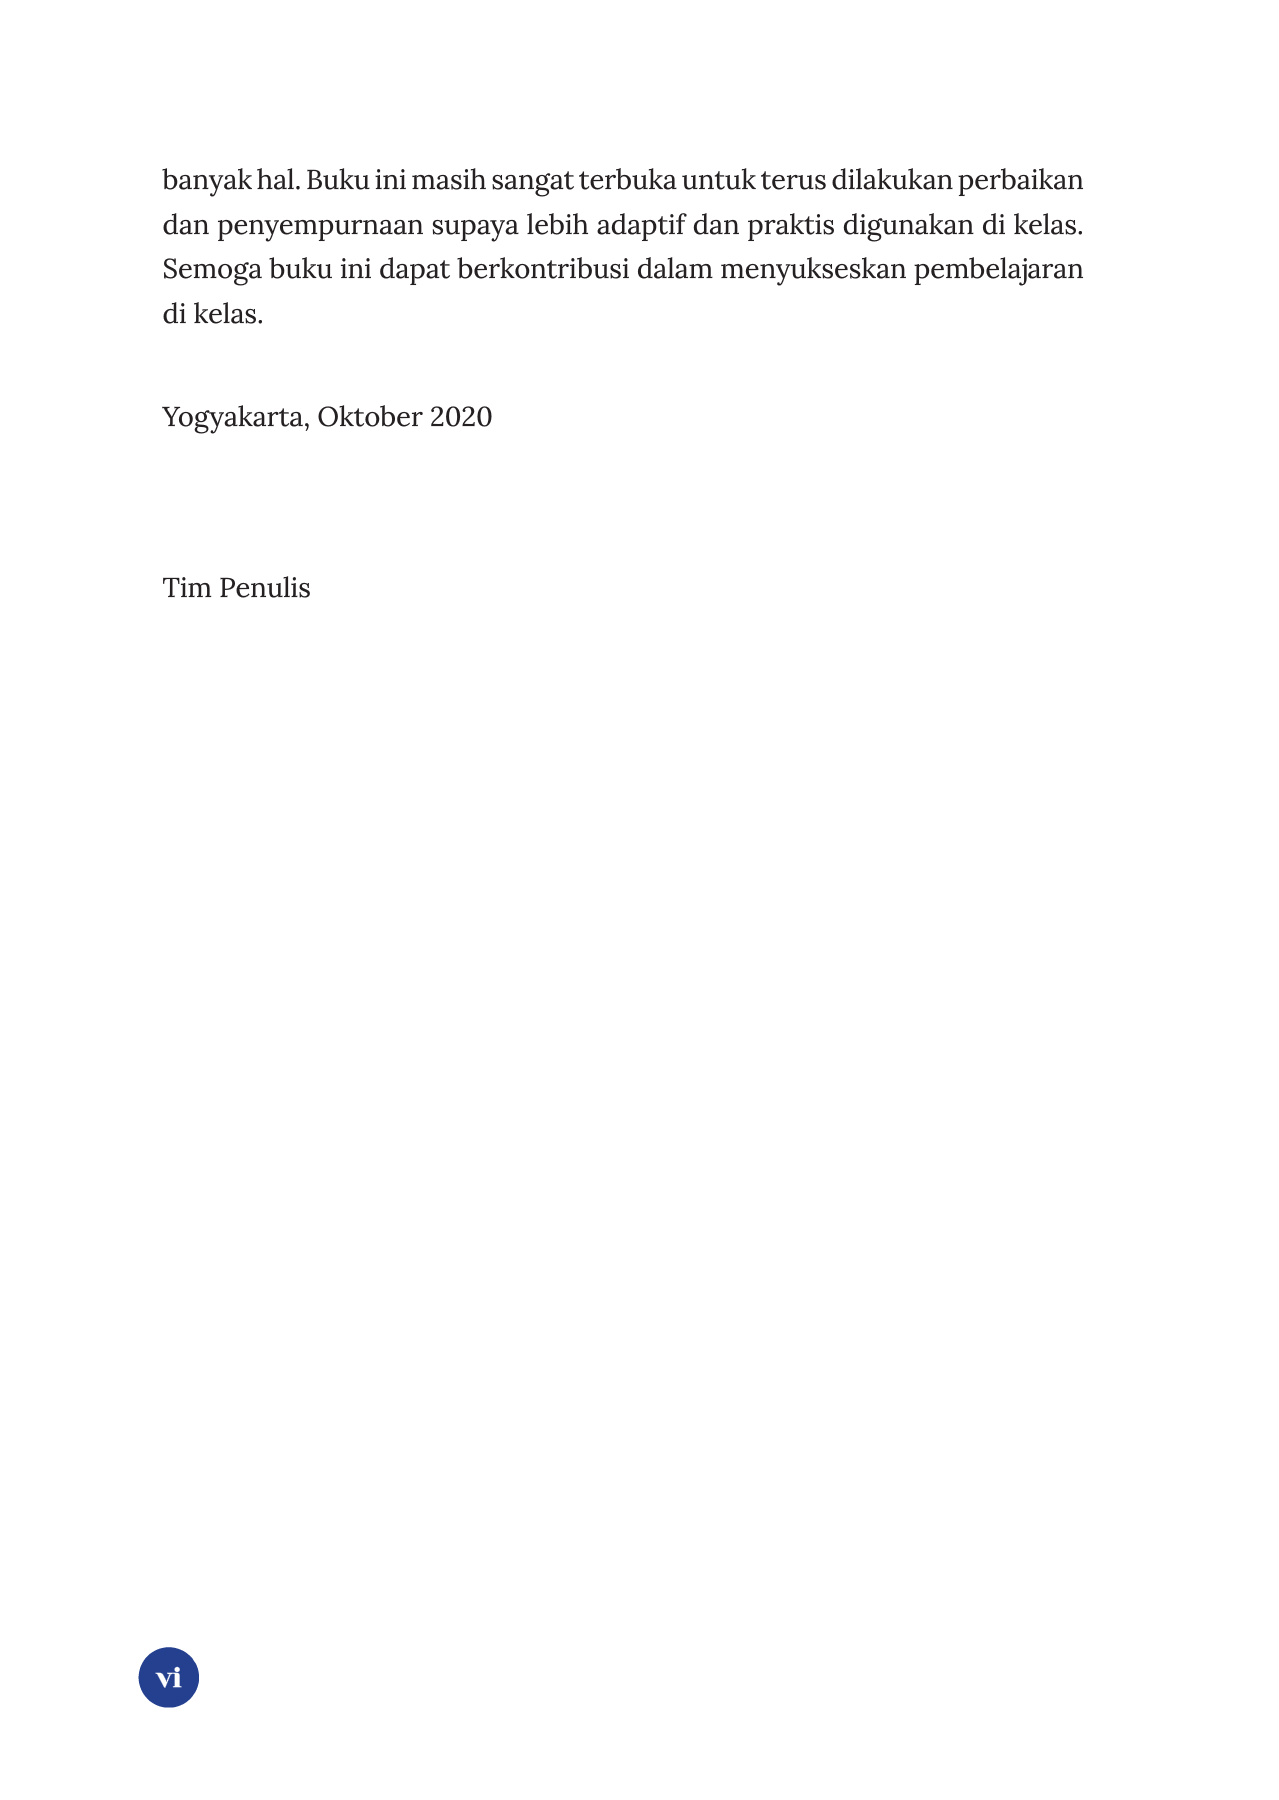 banyak hal. Buku ini masih sangat terbuka untuk terus dilakukan perbaikan
dan penyempurnaan supaya lebih adaptif dan praktis digunakan di kelas.
Semoga buku ini dapat berkontribusi dalam menyukseskan pembelajaran
di kelas.
Yogyakarta, Oktober 2020
Tim Penulis
vi